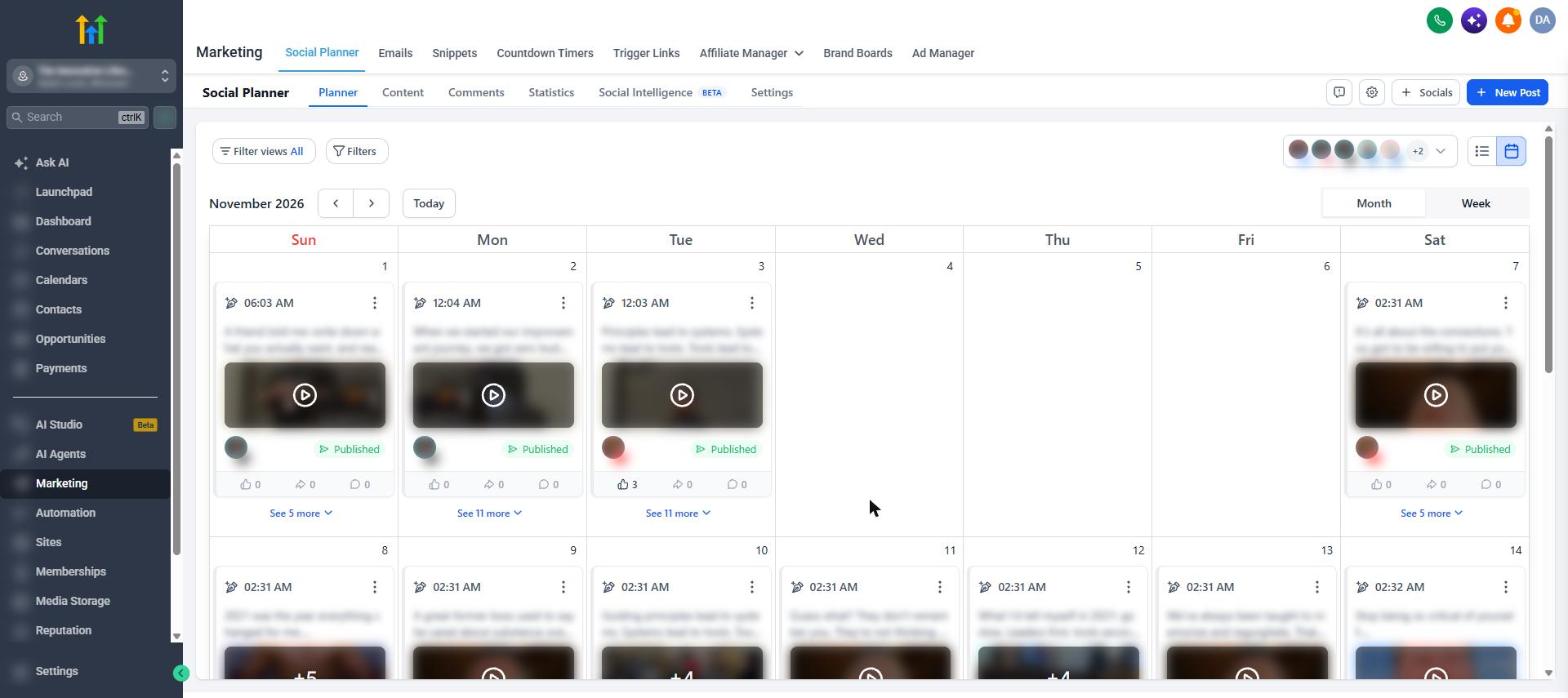 DA
Marketing Social Planner Emails Snippets Countdown Timers Trigger Links Affiliate Manager Brand Boards Ad Manager
Social Planner Planner Content Comments Statistics Social Intelligence BETA Settings + Socials + New Post
Search ctrlK
Ask AI
Launchpad
Dashboard
Conversations
Calendars
Contacts
Opportunities
Payments
AI Studio Beta
AI Agents
Marketing
Automation
Sites
Memberships
Media Storage
Reputation
Settings
Filter views All Filters +2
November 2026 Today Month Week
Sun Mon Tue Wed Thu Fri Sat
1 2 3 4 5 6 7
06:03 AM 12:04 AM 12:03 AM 02:31 AM
Published Published Published Published
0 0 0 0 0 0 3 0 0 0 0 0
See 5 more See 11 more See 11 more See 5 more
8 9 10 11 12 13 14
02:31 AM 02:31 AM 02:31 AM 02:31 AM 02:31 AM 02:31 AM 02:32 AM
+5 +4 +4